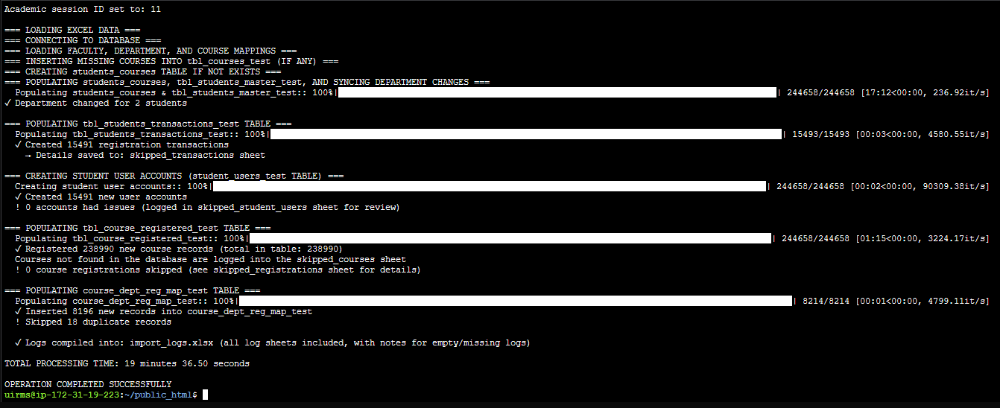 Academic session ID set to: 11
=== LOADING EXCEL DATA ===
=== CONNECTING TO DATABASE ===
=== LOADING FACULTY, DEPARTMENT, AND COURSE MAPPINGS ===
=== INSERTING MISSING COURSES INTO tbl_courses_test (IF ANY) ===
=== CREATING students_courses TABLE IF NOT EXISTS ===
=== POPULATING students_courses, tbl_students_master_test, AND SYNCING DEPARTMENT CHANGES ===
Populating students_courses & tbl_students_master_test:: 100%| | 244658/244658 [17:12<00:00, 236.92it/s]
✓ Department changed for 2 students
=== POPULATING tbl_students_transactions_test TABLE ===
Populating tbl_students_transactions_test:: 100%| | 15493/15493 [00:03<00:00, 4580.55it/s]
✓ Created 15491 registration transactions
→ Details saved to: skipped_transactions sheet
=== CREATING STUDENT USER ACCOUNTS (student_users_test TABLE) ===
Creating student user accounts:: 100%| | 244658/244658 [00:02<00:00, 90309.38it/s]
✓ Created 15491 new user accounts
! 0 accounts had issues (logged in skipped_student_users sheet for review)
=== POPULATING tbl_course_registered_test TABLE ===
Populating tbl_course_registered_test:: 100%| | 244658/244658 [01:15<00:00, 3224.17it/s]
✓ Registered 238990 new course records (total in table: 238990)
Courses not found in the database are logged into the skipped_courses sheet
! 0 course registrations skipped (see skipped_registrations sheet for details)
=== POPULATING course_dept_reg_map_test TABLE ===
Populating course_dept_reg_map_test:: 100%| | 8214/8214 [00:01<00:00, 4799.11it/s]
✓ Inserted 8196 new records into course_dept_reg_map_test
! Skipped 18 duplicate records
✓ Logs compiled into: import_logs.xlsx (all log sheets included, with notes for empty/missing logs)
TOTAL PROCESSING TIME: 19 minutes 36.50 seconds
OPERATION COMPLETED SUCCESSFULLY
uirms@ip-172-31-19-223:~/public_html$